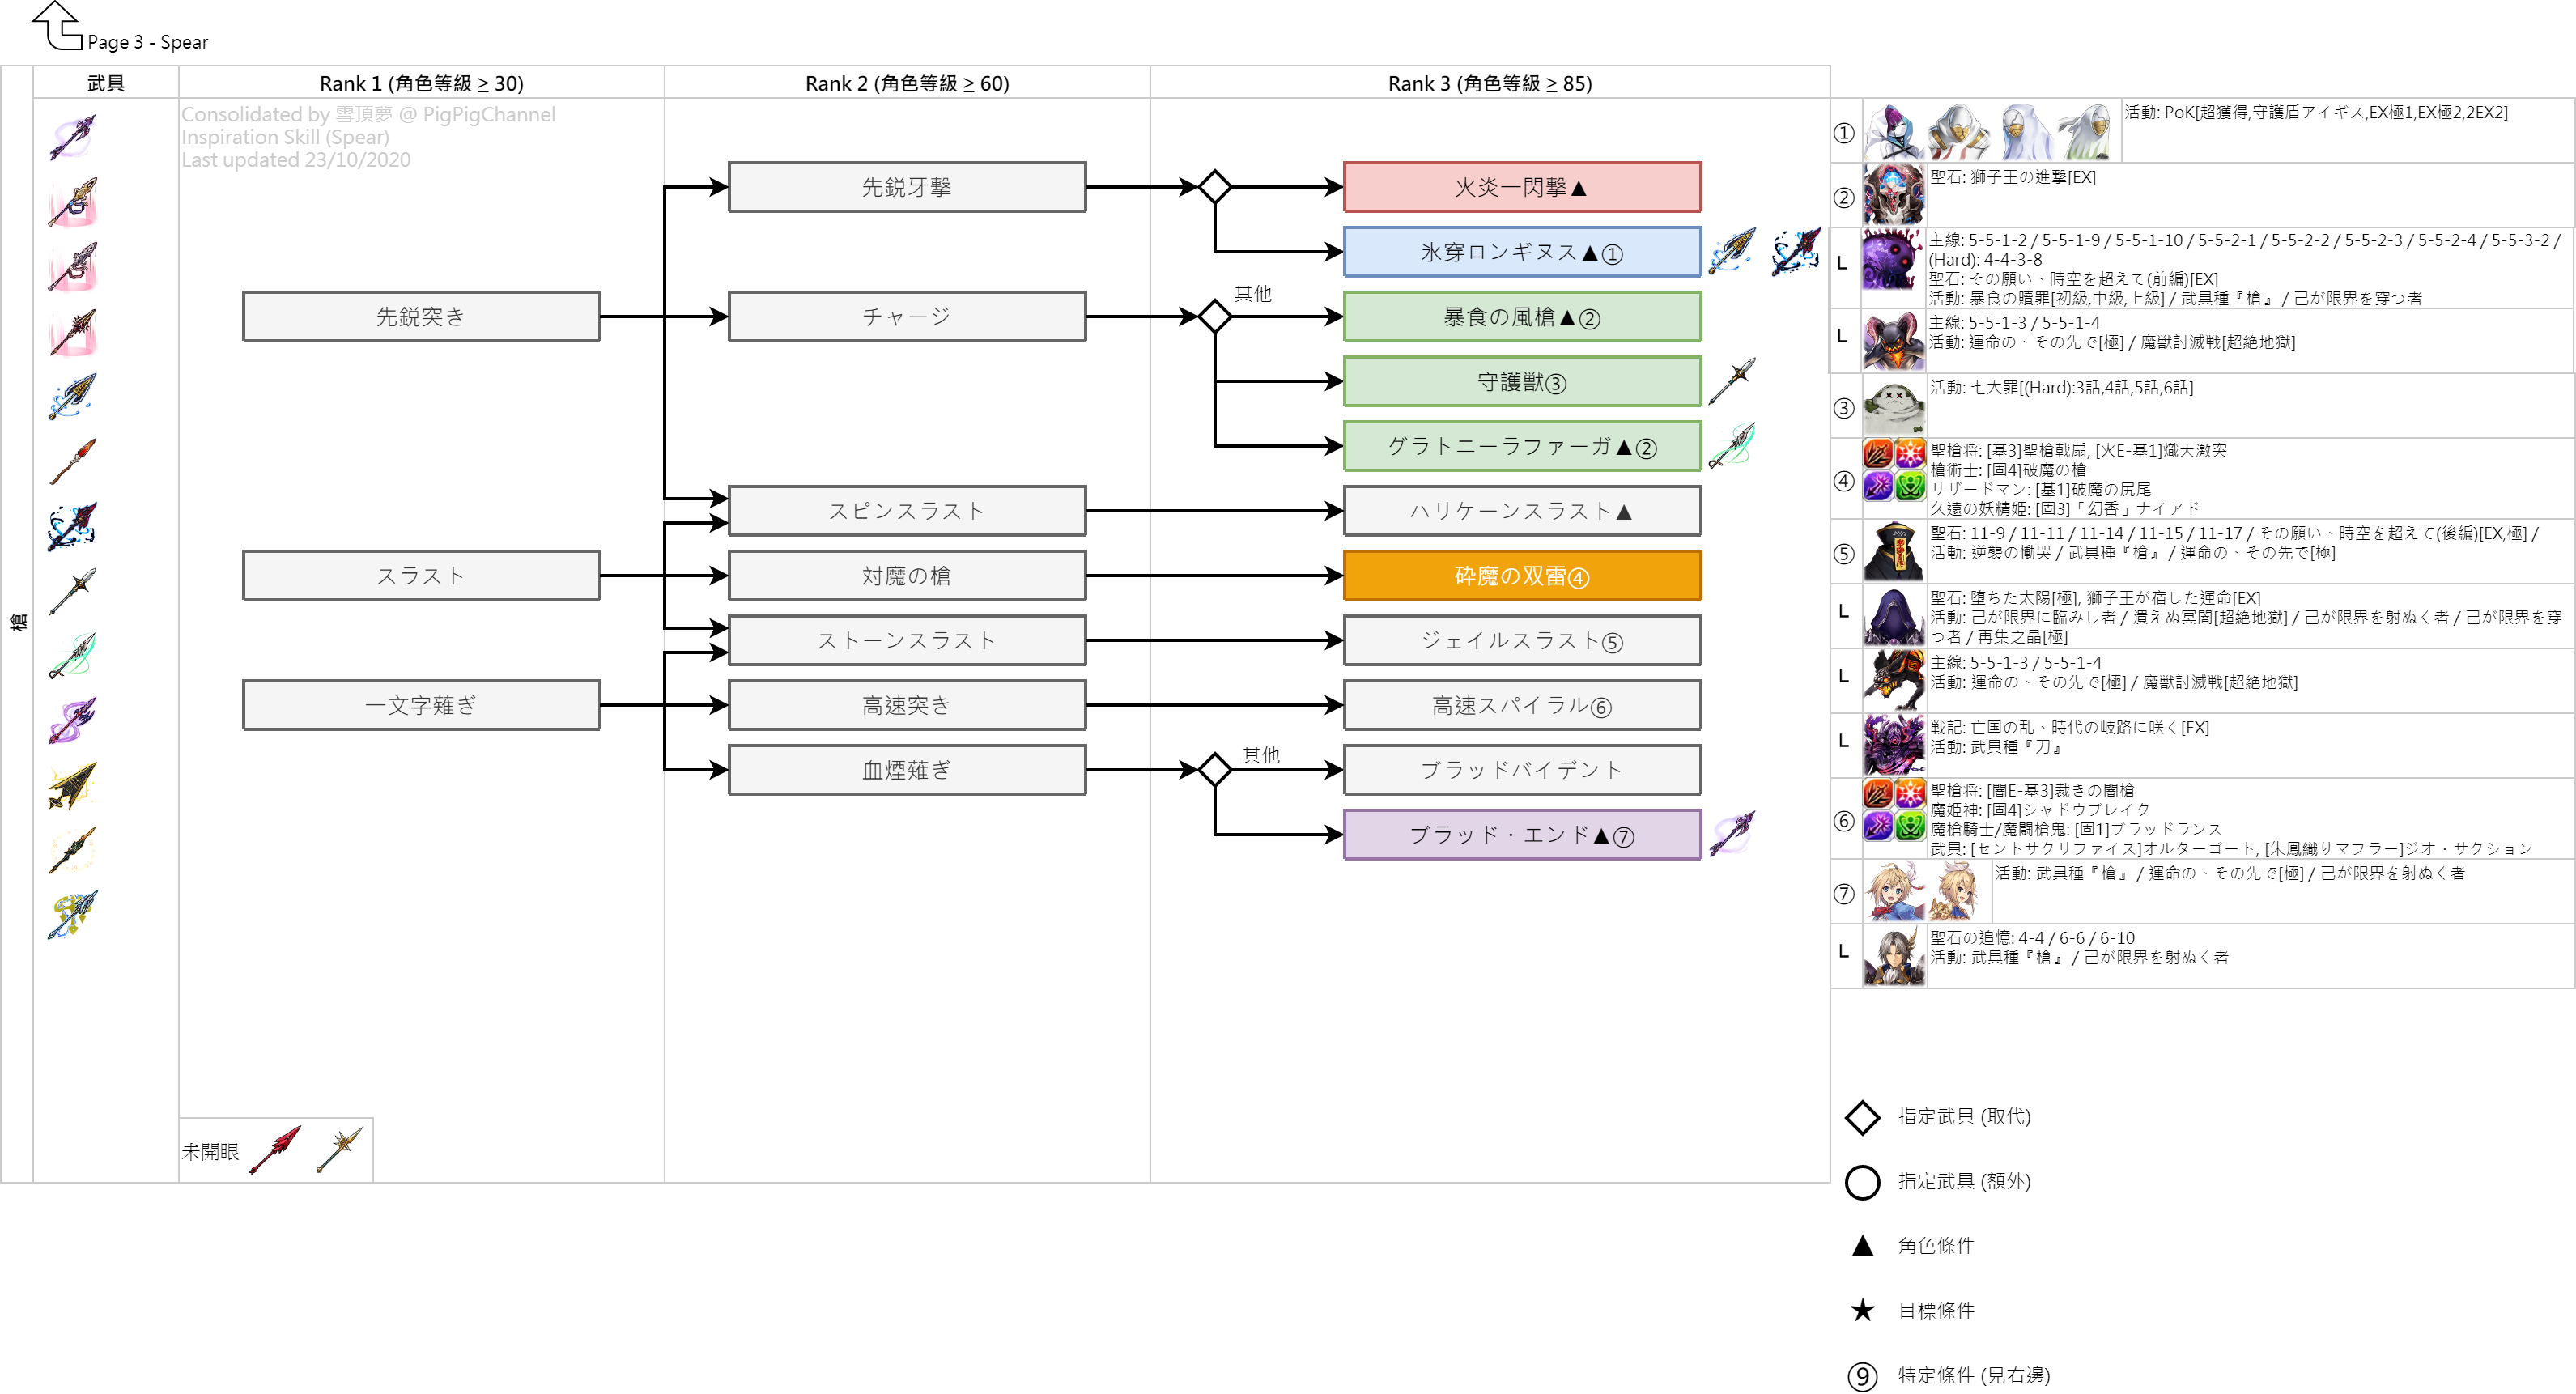 Page 3 - Spear
武具
Rank 1 (角色等級 ≥ 30)
Rank 2 (角色等級 ≥ 60)
Rank 3 (角色等級 ≥ 85)
槍
Consolidated by 雪頂夢 @ PigPigChannel
Inspiration Skill (Spear)
Last updated 23/10/2020
先鋭突き
スラスト
一文字薙ぎ
先鋭牙撃
チャージ
スピンスラスト
対魔の槍
ストーンスラスト
高速突き
血煙薙ぎ
火炎一閃撃▲
氷穿ロンギヌス▲①
其他
暴食の風槍▲②
守護獣③
グラトニーラファーガ▲②
ハリケーンスラスト▲
砕魔の双雷④
ジェイルスラスト⑤
高速スパイラル⑥
其他
ブラッドバイデント
ブラッド・エンド▲⑦
未開眼
①
活動: PoK[超獲得,守護盾アイギス,EX極1,EX極2,2EX2]
②
聖石: 獅子王の進撃[EX]
L
主線: 5-5-1-2 / 5-5-1-9 / 5-5-1-10 / 5-5-2-1 / 5-5-2-2 / 5-5-2-3 / 5-5-2-4 / 5-5-3-2 /
(Hard): 4-4-3-8
聖石: その願い、時空を超えて(前編)[EX]
活動: 暴食の贖罪[初級,中級,上級] / 武具種『槍』 / 己が限界を穿つ者
L
主線: 5-5-1-3 / 5-5-1-4
活動: 運命の、その先で[極] / 魔獣討滅戦[超絶地獄]
③
活動: 七大罪[(Hard):3話,4話,5話,6話]
④
聖槍将: [基3]聖槍戟扇, [火E-基1]熾天激突
槍術士: [固4]破魔の槍
リザードマン: [基1]破魔の尻尾
久遠の妖精姫: [固3]「幻香」ナイアド
⑤
聖石: 11-9 / 11-11 / 11-14 / 11-15 / 11-17 / その願い、時空を超えて(後編)[EX,極] /
活動: 逆襲の慟哭 / 武具種『槍』 / 運命の、その先で[極]
L
聖石: 堕ちた太陽[極], 獅子王が宿した運命[EX]
活動: 己が限界に臨みし者 / 潰えぬ冥闇[超絶地獄] / 己が限界を射ぬく者 / 己が限界を穿
つ者 / 再集之晶[極]
L
主線: 5-5-1-3 / 5-5-1-4
活動: 運命の、その先で[極] / 魔獣討滅戦[超絶地獄]
L
戦記: 亡国の乱、時代の岐路に咲く[EX]
活動: 武具種『刀』
⑥
聖槍将: [闇E-基3]裁きの闇槍
魔姫神: [固4]シャドウブレイク
魔槍騎士/魔闘槍鬼: [固1]ブラッドランス
武具: [セントサクリファイス]オルターゴート, [朱鳳織りマフラー]ジオ・サクション
⑦
活動: 武具種『槍』 / 運命の、その先で[極] / 己が限界を射ぬく者
L
聖石の追憶: 4-4 / 6-6 / 6-10
活動: 武具種『槍』 / 己が限界を射ぬく者
指定武具 (取代)
指定武具 (額外)
▲ 角色條件
★ 目標條件
⑨ 特定條件 (見右邊)